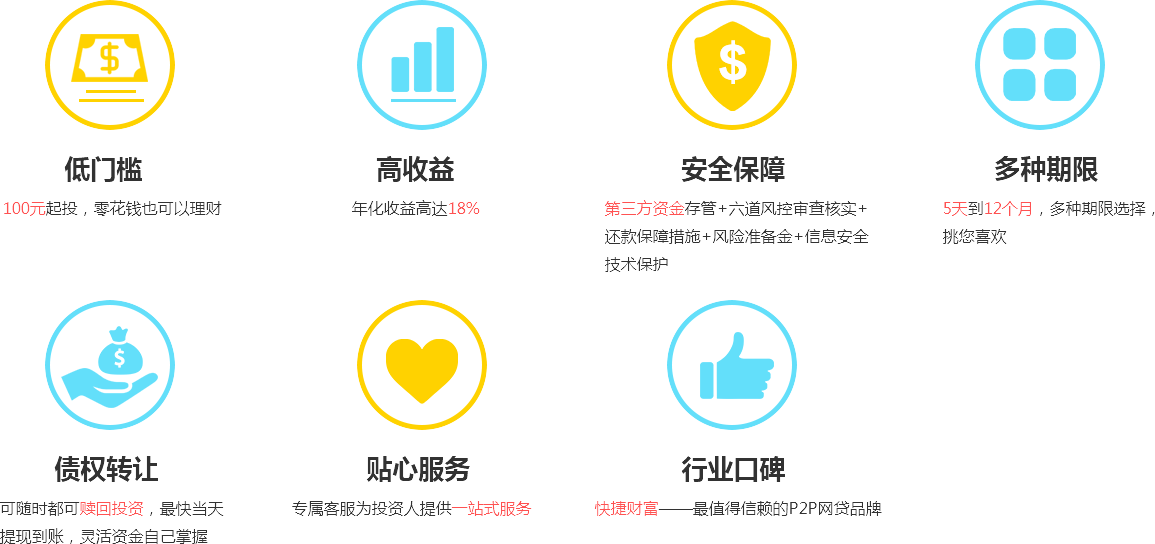 低门槛
100元起投，零花钱也可以理财
高收益
年化收益高达18%
安全保障
第三方资金存管+六道风控审查核实+
还款保障措施+风险准备金+信息安全
技术保护
多种期限
5天到12个月，多种期限选择，
挑您喜欢
债权转让
可随时都可赎回投资，最快当天
提现到账，灵活资金自己掌握
贴心服务
专属客服为投资人提供一站式服务
行业口碑
快捷财富——最值得信赖的P2P网贷品牌